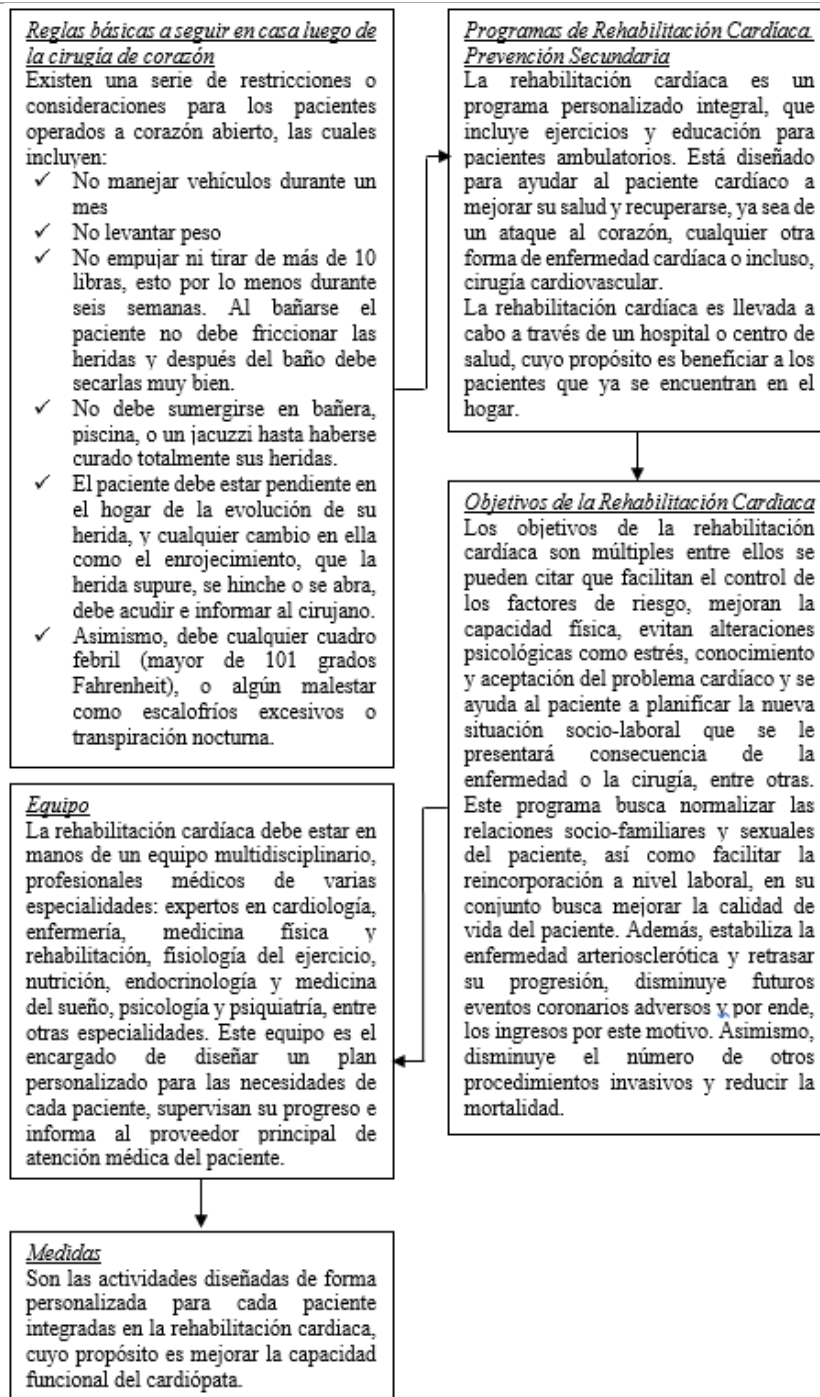 Reglas básicas a seguir en casa luego de
la cirugía de corazón
Existen una serie de restricciones o
consideraciones para los pacientes
operados a corazón abierto, las cuales
incluyen:
✓ No manejar vehículos durante un
mes
✓ No levantar peso
✓ No empujar ni tirar de más de 10
libras, esto por lo menos durante
seis semanas. Al bañarse el
paciente no debe friccionar las
heridas y después del baño debe
secarlas muy bien.
✓ No debe sumergirse en bañera,
piscina, o un jacuzzi hasta haberse
curado totalmente sus heridas.
✓ El paciente debe estar pendiente en
el hogar de la evolución de su
herida, y cualquier cambio en ella
como el enrojecimiento, que la
herida supure, se hinche o se abra,
debe acudir e informar al cirujano.
✓ Asimismo, debe cualquier cuadro
febril (mayor de 101 grados
Fahrenheit), o algún malestar
como escalofríos excesivos o
transpiración nocturna.
Programas de Rehabilitación Cardíaca.
Prevención Secundaria
La rehabilitación cardíaca es un
programa personalizado integral, que
incluye ejercicios y educación para
pacientes ambulatorios. Está diseñado
para ayudar al paciente cardíaco a
mejorar su salud y recuperarse, ya sea de
un ataque al corazón, cualquier otra
forma de enfermedad cardíaca o incluso,
cirugía cardiovascular.
La rehabilitación cardíaca es llevada a
cabo a través de un hospital o centro de
salud, cuyo propósito es beneficiar a los
pacientes que ya se encuentran en el
hogar.
Objetivos de la Rehabilitación Cardiaca
Los objetivos de la rehabilitación
cardíaca son múltiples entre ellos se
pueden citar que facilitan el control de
los factores de riesgo, mejoran la
capacidad física, evitan alteraciones
psicológicas como estrés, conocimiento
y aceptación del problema cardíaco y se
ayuda al paciente a planificar la nueva
situación socio-laboral que se le
presentará consecuencia de la
enfermedad o la cirugía, entre otras.
Este programa busca normalizar las
relaciones socio-familiares y sexuales
del paciente, así como facilitar la
reincorporación a nivel laboral, en su
conjunto busca mejorar la calidad de
vida del paciente. Además, estabiliza la
enfermedad arteriosclerótica y retrasar
su progresión, disminuye futuros
eventos coronarios adversos y por ende,
los ingresos por este motivo. Asimismo,
disminuye el número de otros
procedimientos invasivos y reducir la
mortalidad.
Equipo
La rehabilitación cardíaca debe estar en
manos de un equipo multidisciplinario,
profesionales médicos de varias
especialidades: expertos en cardiología,
enfermería, medicina física y
rehabilitación, fisiología del ejercicio,
nutrición, endocrinología y medicina
del sueño, psicología y psiquiatría, entre
otras especialidades. Este equipo es el
encargado de diseñar un plan
personalizado para las necesidades de
cada paciente, supervisan su progreso e
informa al proveedor principal de
atención médica del paciente.
Medidas
Son las actividades diseñadas de forma
personalizada para cada paciente
integradas en la rehabilitación cardiaca,
cuyo propósito es mejorar la capacidad
funcional del cardiópata.